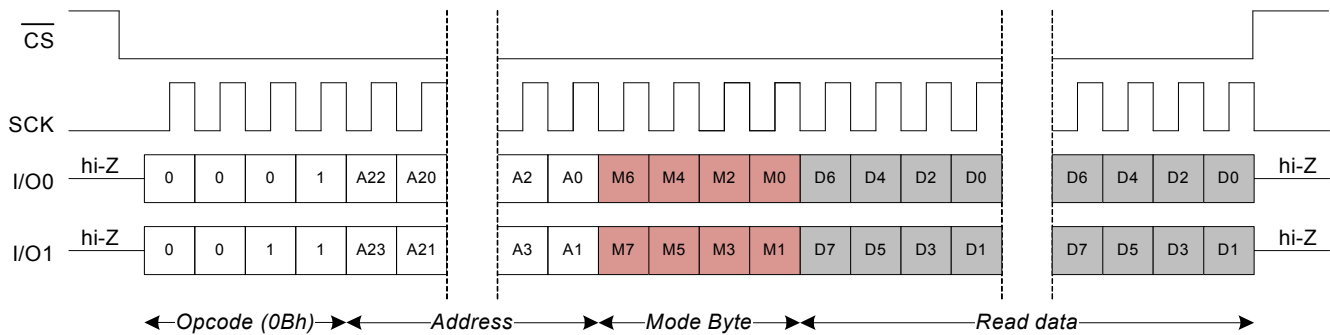 CS
SCK
hi-Z I/O0 0 0 0 1 A22 A20 A2 A0 M6 M4 M2 M0 D6 D4 D2 D0 D6 D4 D2 D0 hi-Z
hi-Z I/O1 0 0 1 1 A23 A21 A3 A1 M7 M5 M3 M1 D7 D5 D3 D1 D7 D5 D3 D1 hi-Z
Opcode (0Bh) Address Mode Byte Read data